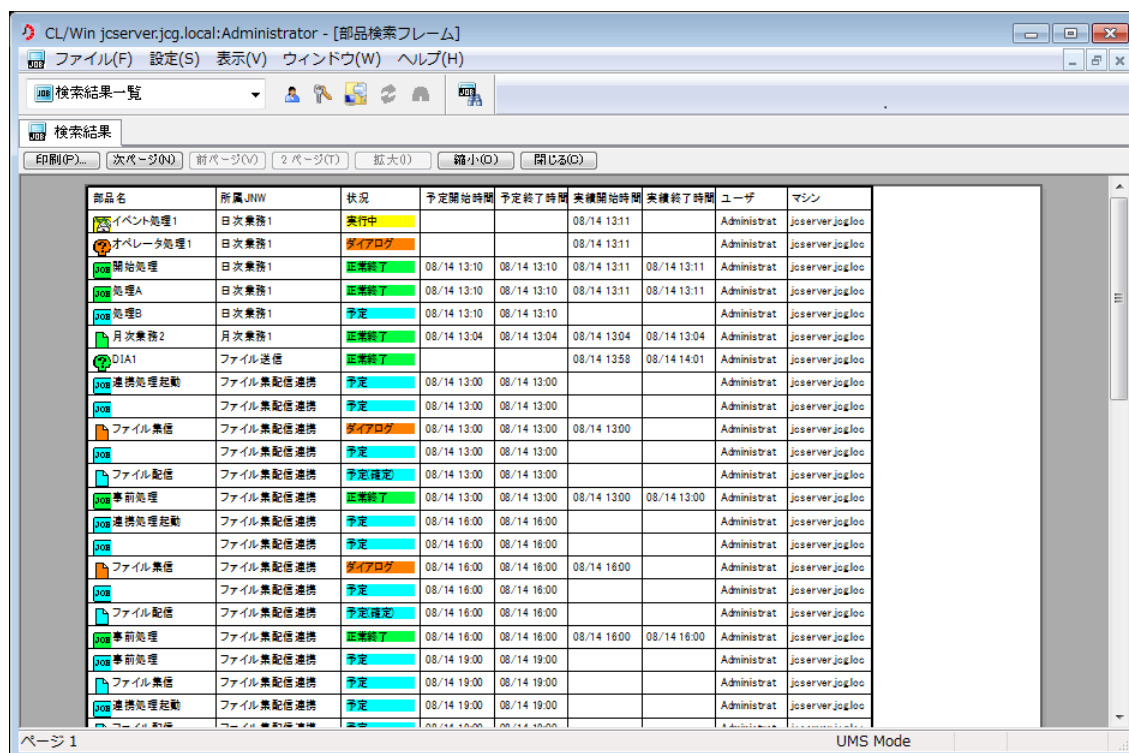 CL/Win jcserver.jcg.local:Administrator - [部品検索フレーム]
ファイル(F) 設定(S) 表示(V) ウィンドウ(W) ヘルプ(H)
検索結果一覧
検索結果
印刷(P)... 次ページ(N) 前ページ(V) 2 ページ(T) 拡大(I) 縮小(O) 閉じる(C)
部品名 所属JNW 状況 予定開始時間 予定終了時間 実績開始時間 実績終了時間 ユーザ マシン
イベント処理1 日次業務1 実行中 08/14 13:11 Administrat jcserver.jcg.loc
オペレータ処理1 日次業務1 ダイアログ 08/14 13:11 Administrat jcserver.jcg.loc
JOB 開始処理 日次業務1 正常終了 08/14 13:10 08/14 13:10 08/14 13:11 08/14 13:11 Administrat jcserver.jcg.loc
JOB 処理A 日次業務1 正常終了 08/14 13:10 08/14 13:10 08/14 13:11 08/14 13:11 Administrat jcserver.jcg.loc
JOB 処理B 日次業務1 予定 08/14 13:10 08/14 13:10 Administrat jcserver.jcg.loc
月次業務2 月次業務1 正常終了 08/14 13:04 08/14 13:04 08/14 13:04 08/14 13:04 Administrat jcserver.jcg.loc
DIA1 ファイル送信 正常終了 08/14 13:58 08/14 14:01 Administrat jcserver.jcg.loc
JOB 連携処理起動 ファイル集配信連携 予定 08/14 13:00 08/14 13:00 Administrat jcserver.jcg.loc
JOB ファイル集配信連携 予定 08/14 13:00 08/14 13:00 Administrat jcserver.jcg.loc
ファイル集信 ファイル集配信連携 ダイアログ 08/14 13:00 08/14 13:00 08/14 13:00 Administrat jcserver.jcg.loc
JOB ファイル集配信連携 予定 08/14 13:00 08/14 13:00 Administrat jcserver.jcg.loc
ファイル配信 ファイル集配信連携 予定(確定) 08/14 13:00 08/14 13:00 Administrat jcserver.jcg.loc
JOB 事前処理 ファイル集配信連携 正常終了 08/14 13:00 08/14 13:00 08/14 13:00 08/14 13:00 Administrat jcserver.jcg.loc
JOB 連携処理起動 ファイル集配信連携 予定 08/14 16:00 08/14 16:00 Administrat jcserver.jcg.loc
JOB ファイル集配信連携 予定 08/14 16:00 08/14 16:00 Administrat jcserver.jcg.loc
ファイル集信 ファイル集配信連携 ダイアログ 08/14 16:00 08/14 16:00 08/14 16:00 Administrat jcserver.jcg.loc
JOB ファイル集配信連携 予定 08/14 16:00 08/14 16:00 Administrat jcserver.jcg.loc
ファイル配信 ファイル集配信連携 予定(確定) 08/14 16:00 08/14 16:00 Administrat jcserver.jcg.loc
JOB 事前処理 ファイル集配信連携 正常終了 08/14 16:00 08/14 16:00 08/14 16:00 08/14 16:00 Administrat jcserver.jcg.loc
JOB 事前処理 ファイル集配信連携 予定 08/14 19:00 08/14 19:00 Administrat jcserver.jcg.loc
ファイル集信 ファイル集配信連携 予定 08/14 19:00 08/14 19:00 Administrat jcserver.jcg.loc
JOB 連携処理起動 ファイル集配信連携 予定 08/14 19:00 08/14 19:00 Administrat jcserver.jcg.loc
ページ 1 UMS Mode